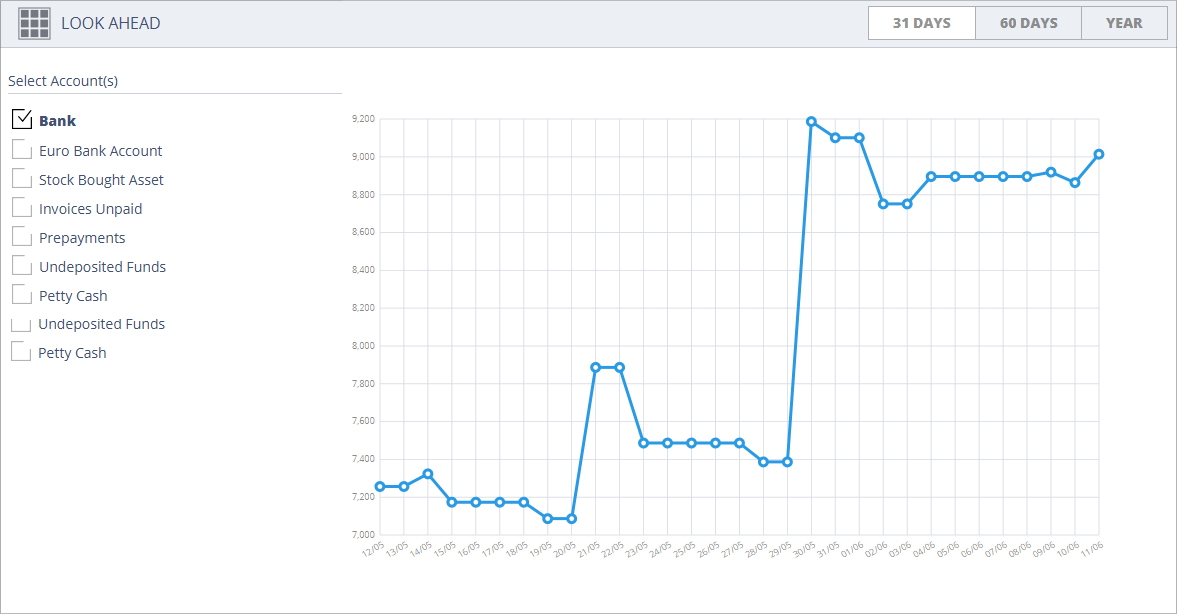 LOOK AHEAD
31 DAYS
60 DAYS
YEAR
Select Account(s)
Bank
Euro Bank Account
Stock Bought Asset
Invoices Unpaid
Prepayments
Undeposited Funds
Petty Cash
Undeposited Funds
Petty Cash
9,200
9,000
8,800
8,600
8,400
8,200
8,000
7,800
7,600
7,400
7,200
7,000
12/05 13/05 14/05 15/05 16/05 17/05 18/05 19/05 20/05 21/05 22/05 23/05 24/05 25/05 26/05 27/05 28/05 29/05 30/05 31/05 01/06 02/06 03/06 04/06 05/06 06/06 07/06 08/06 09/06 10/06 11/06